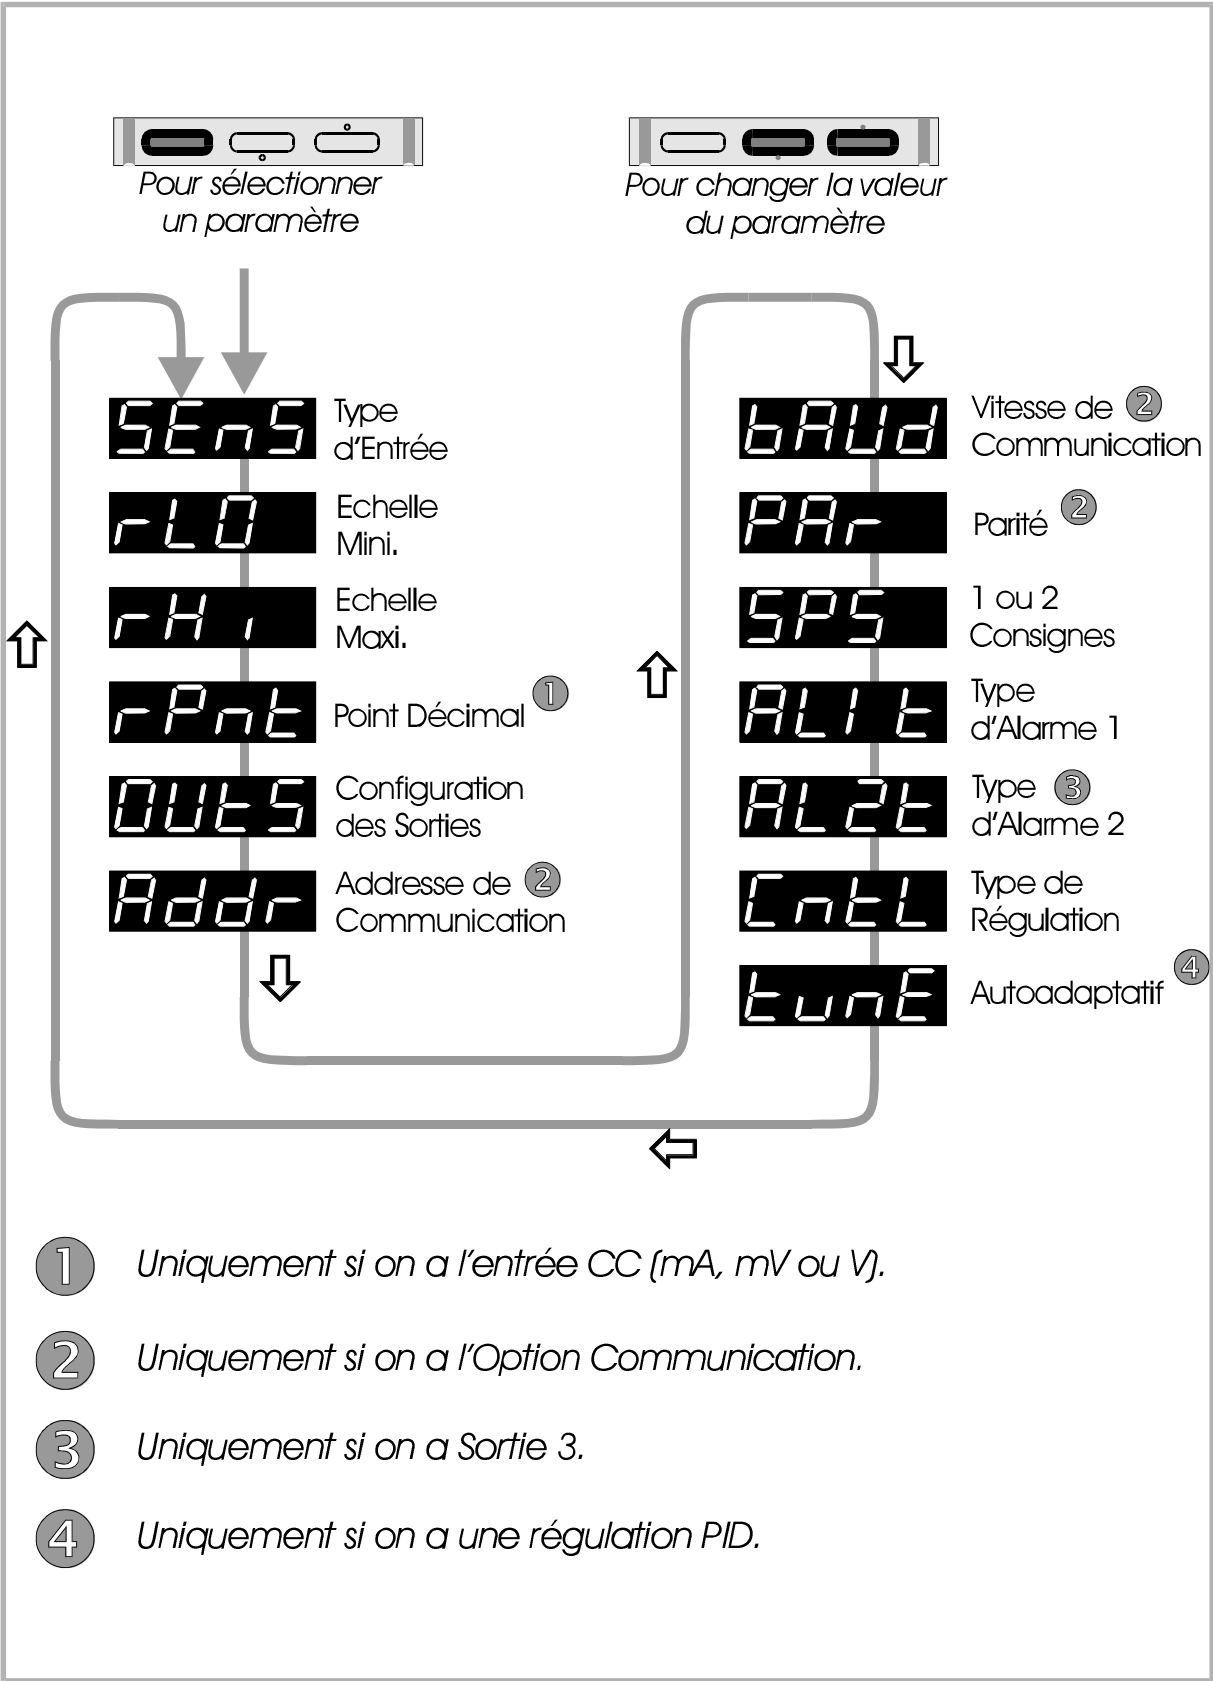 Pour sélectionner
un paramètre
Pour changer la valeur
du paramètre
SEnS
Type
d'Entrée
rLO
Echelle
Mini.
rHi
Echelle
Maxi.
rPnt
Point Décimal 1
OUtS
Configuration
des Sorties
Addr
Addresse de 2
Communication
bAUd
Vitesse de 2
Communication
PAr
Parité 2
SPS
1 ou 2
Consignes
AL1t
Type
d'Alarme 1
AL2t
Type 3
d'Alarme 2
CntL
Type de
Régulation
tunE
Autoadaptatif 4
1 Uniquement si on a l'entrée CC (mA, mV ou V).
2 Uniquement si on a l'Option Communication.
3 Uniquement si on a Sortie 3.
4 Uniquement si on a une régulation PID.